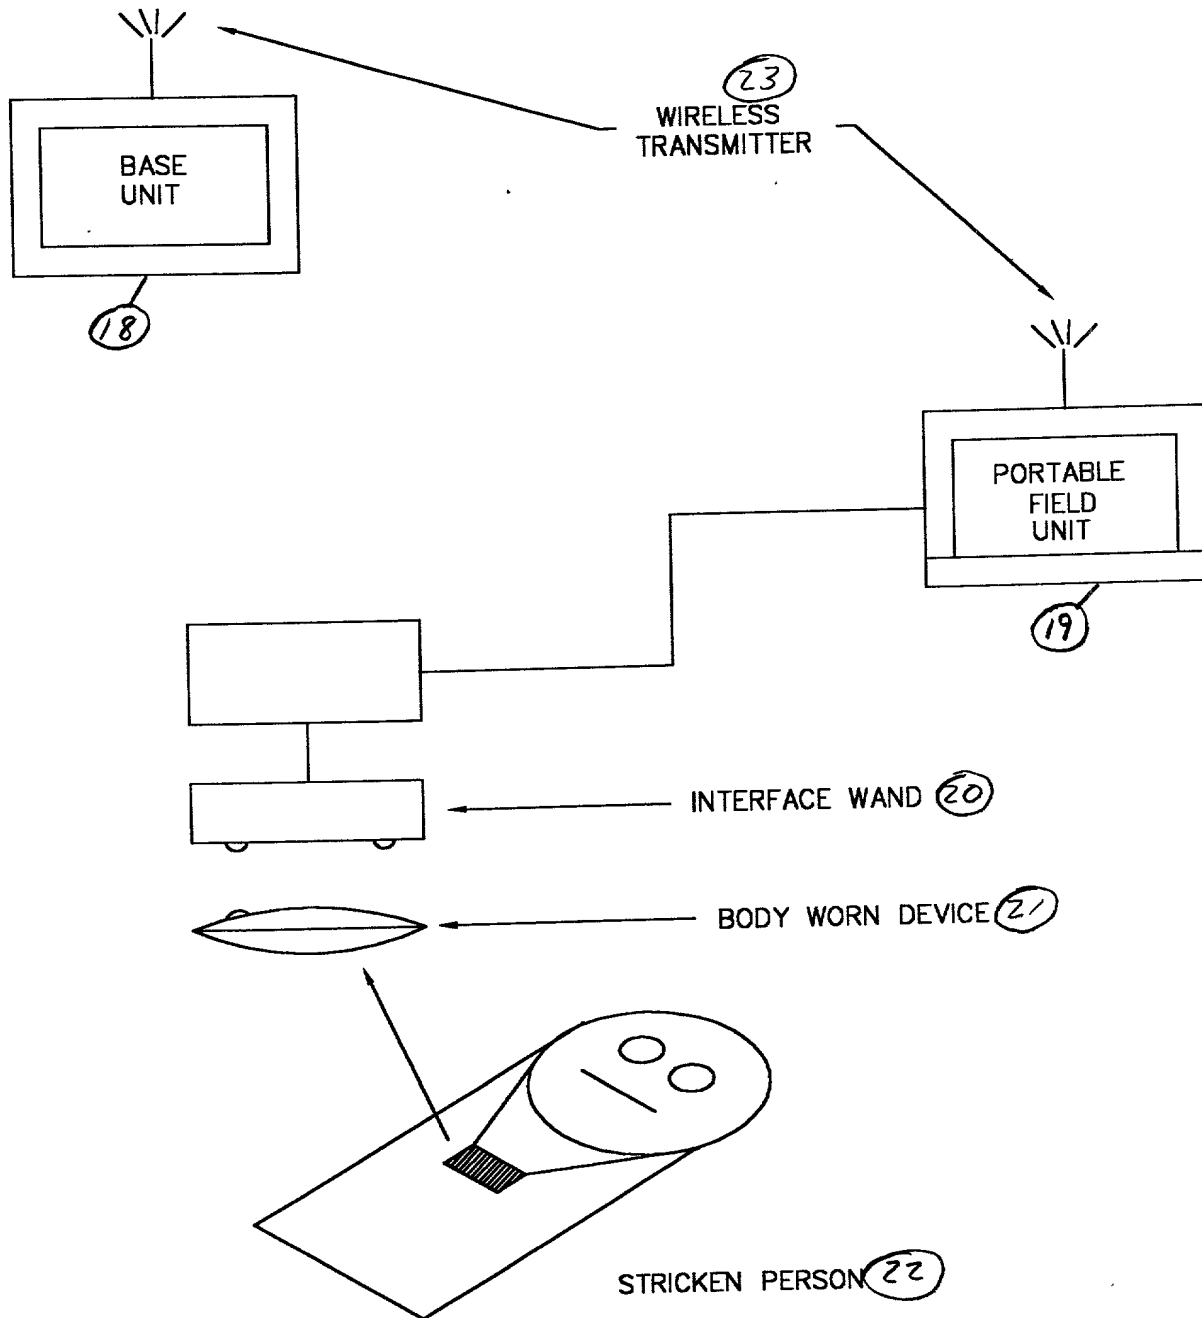 23
WIRELESS
TRANSMITTER
BASE
UNIT
18
PORTABLE
FIELD
UNIT
19
INTERFACE WAND 20
BODY WORN DEVICE 21
STRICKEN PERSON 22